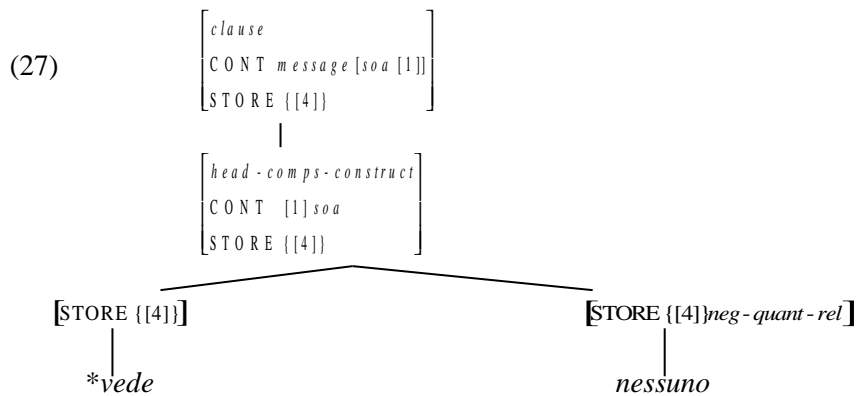 (27)
clause
CONT message [soa [1]]
STORE {[4]}
head-comps-construct
CONT [1] soa
STORE {[4]}
[STORE {[4]}] [STORE {[4]}neg-quant-rel]
*vede nessuno